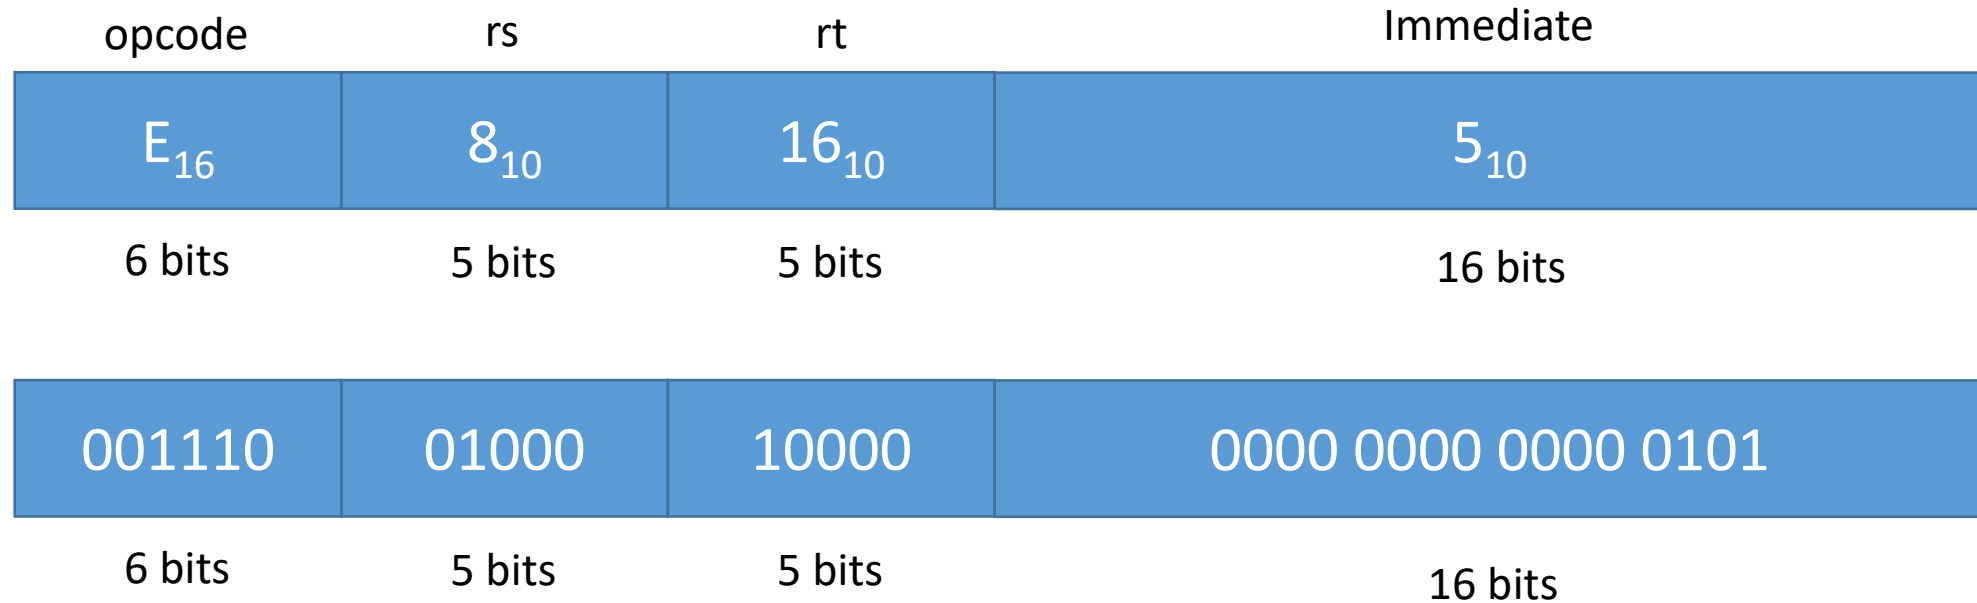 opcode rs rt Immediate
E₁₆ 8₁₀ 16₁₀ 5₁₀
6 bits 5 bits 5 bits 16 bits
001110 01000 10000 0000 0000 0000 0101
6 bits 5 bits 5 bits 16 bits